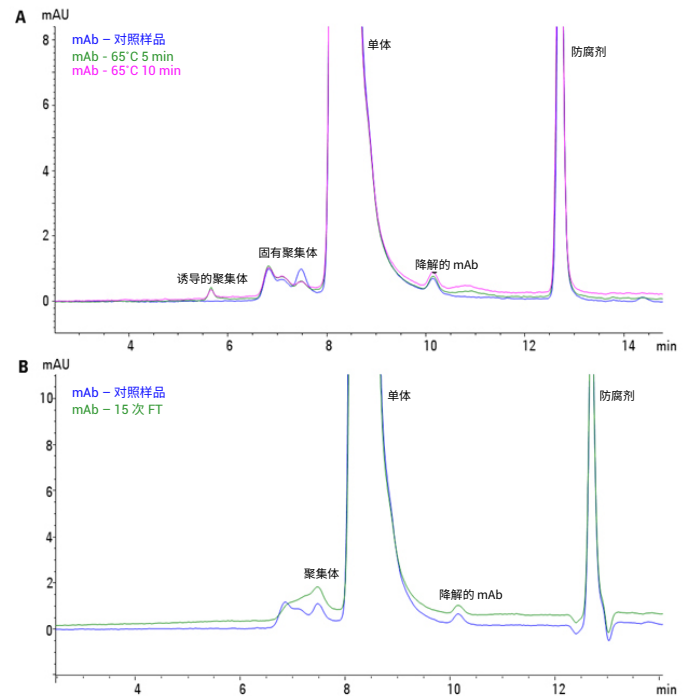 A
mAU
mAb – 对照样品
mAb - 65°C 5 min
mAb - 65°C 10 min
单体
防腐剂
固有聚集体
诱导的聚集体
降解的 mAb
8
6
4
2
0
4 6 8 10 12 14 min
B
mAU
mAb – 对照样品
mAb – 15 次 FT
单体
防腐剂
聚集体
降解的 mAb
10
8
6
4
2
0
4 6 8 10 12 min